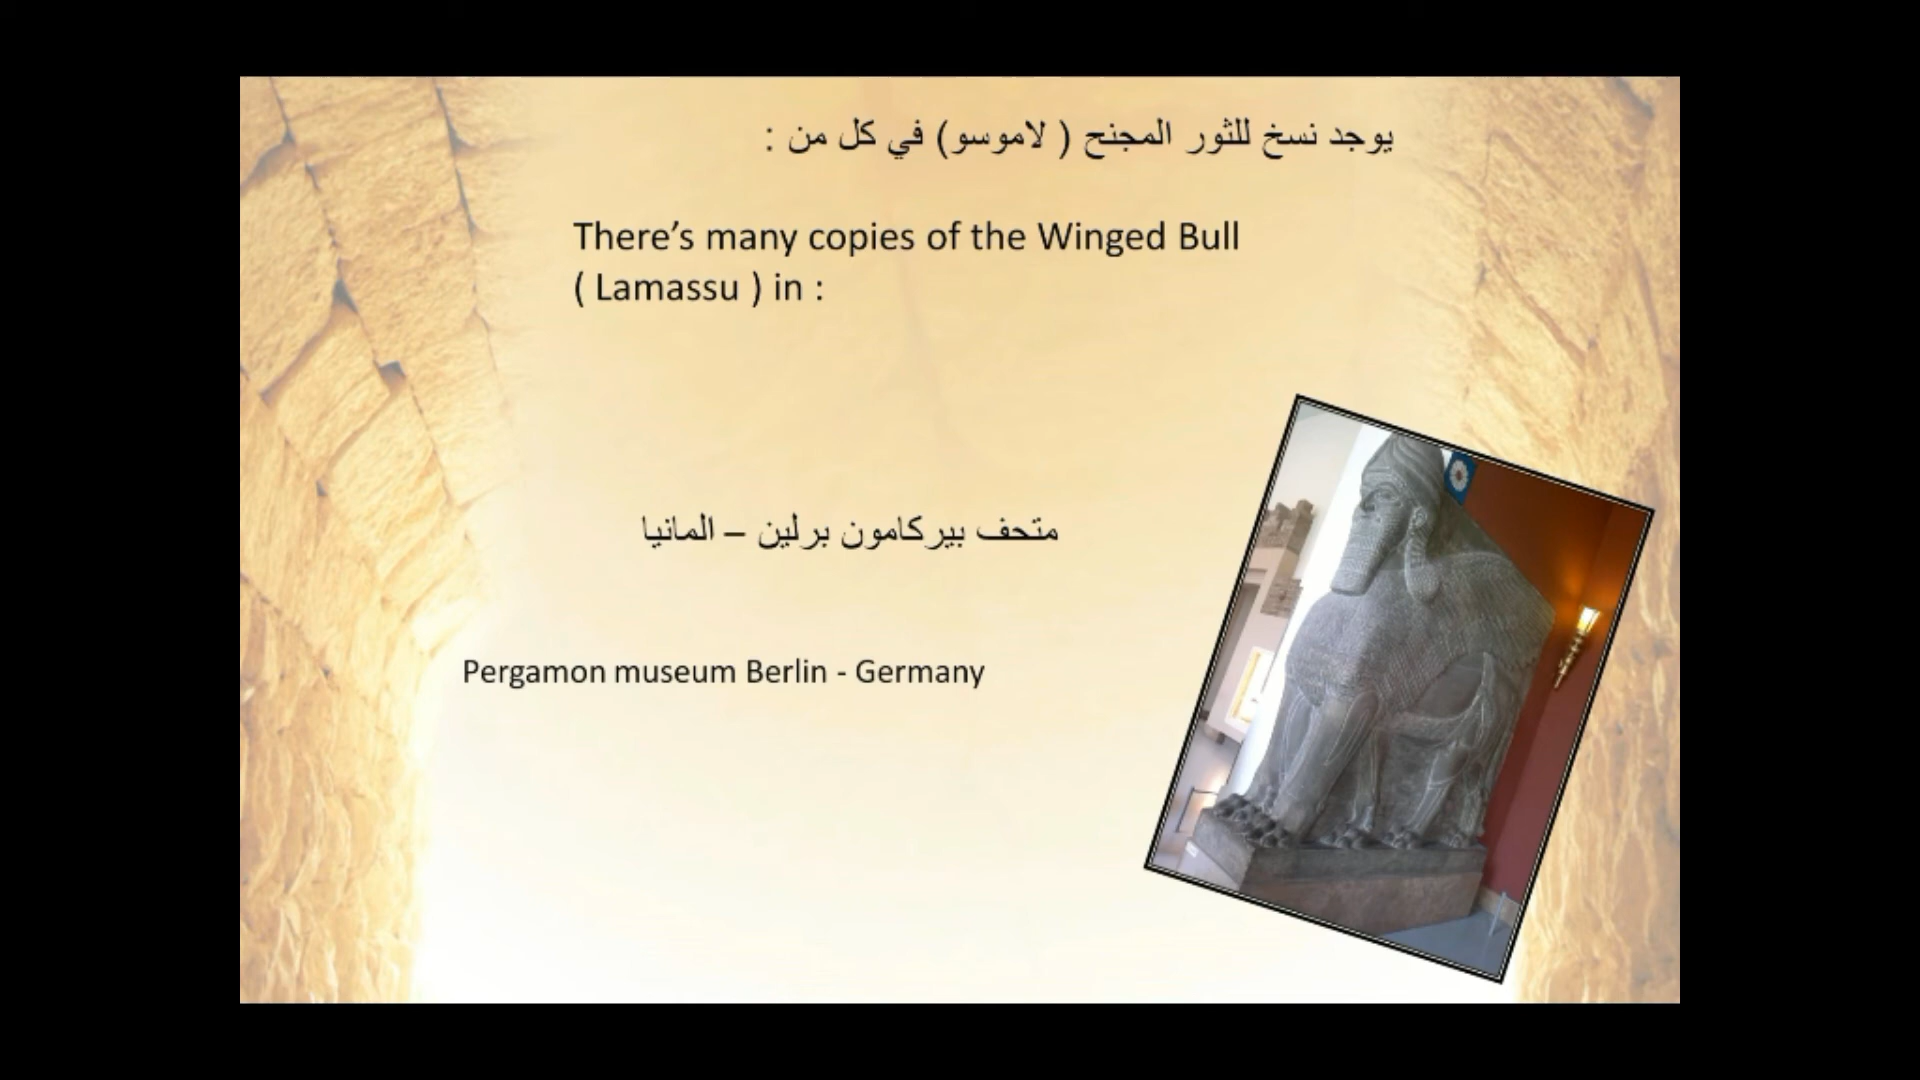 يوجد نسخ للثور المجنح ( لاموسو) في كل من :
There’s many copies of the Winged Bull
( Lamassu ) in :
متحف بيركامون برلين – المانيا
Pergamon museum Berlin - Germany